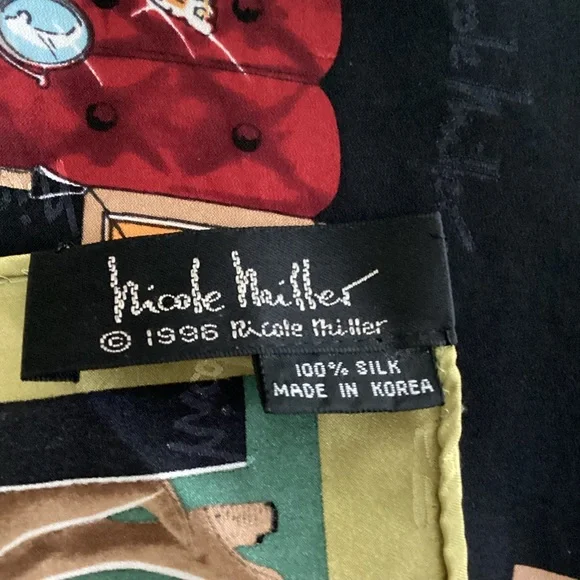 Nicole Miller
© 1996 Nicole Miller
100% SILK
MADE IN KOREA